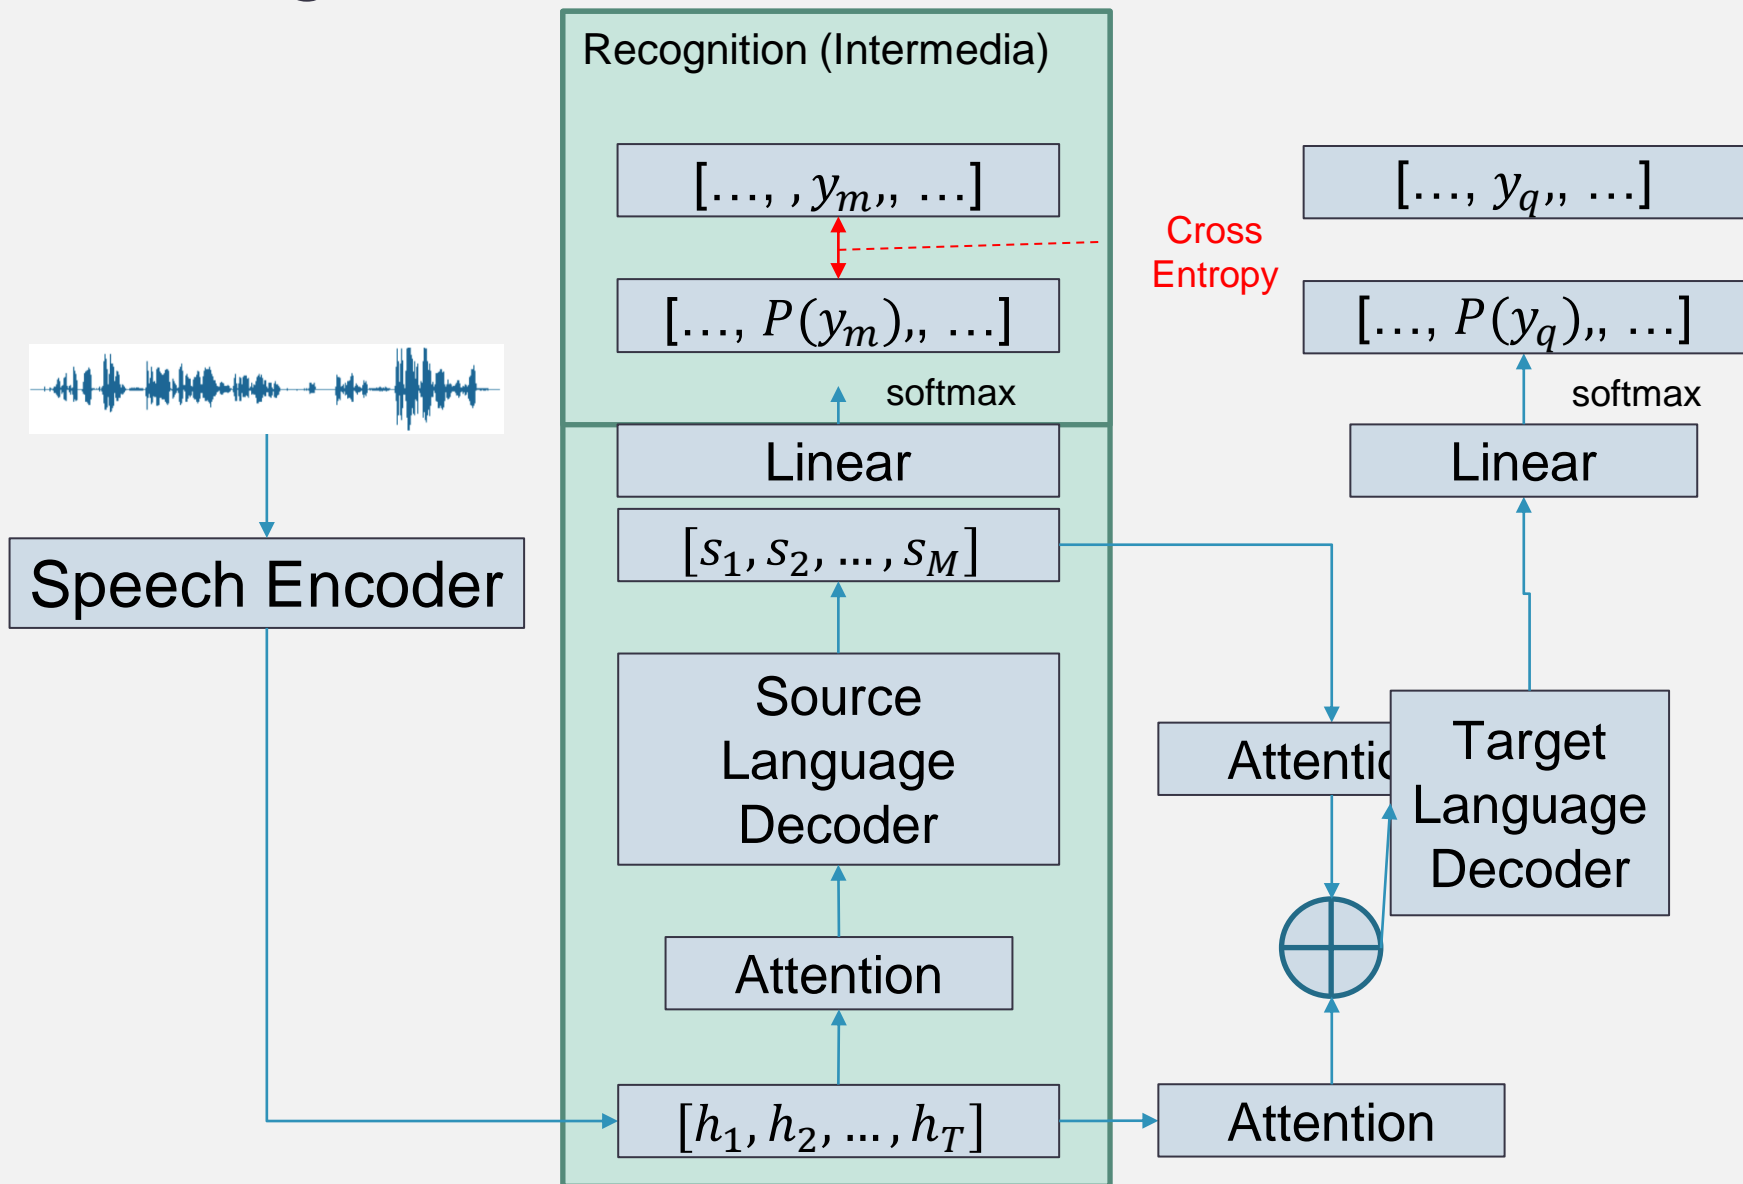 Recognition (Intermedia)
[…, , y_m,, …]
[…, y_q,, …]
Cross
Entropy
[…, P(y_m),, …]
[…, P(y_q),, …]
softmax
softmax
Linear
Linear
[s_1, s_2, … , s_M]
Speech Encoder
Source
Language
Decoder
Target
Language
Decoder
Attention
Attention
[h_1, h_2, … , h_T]